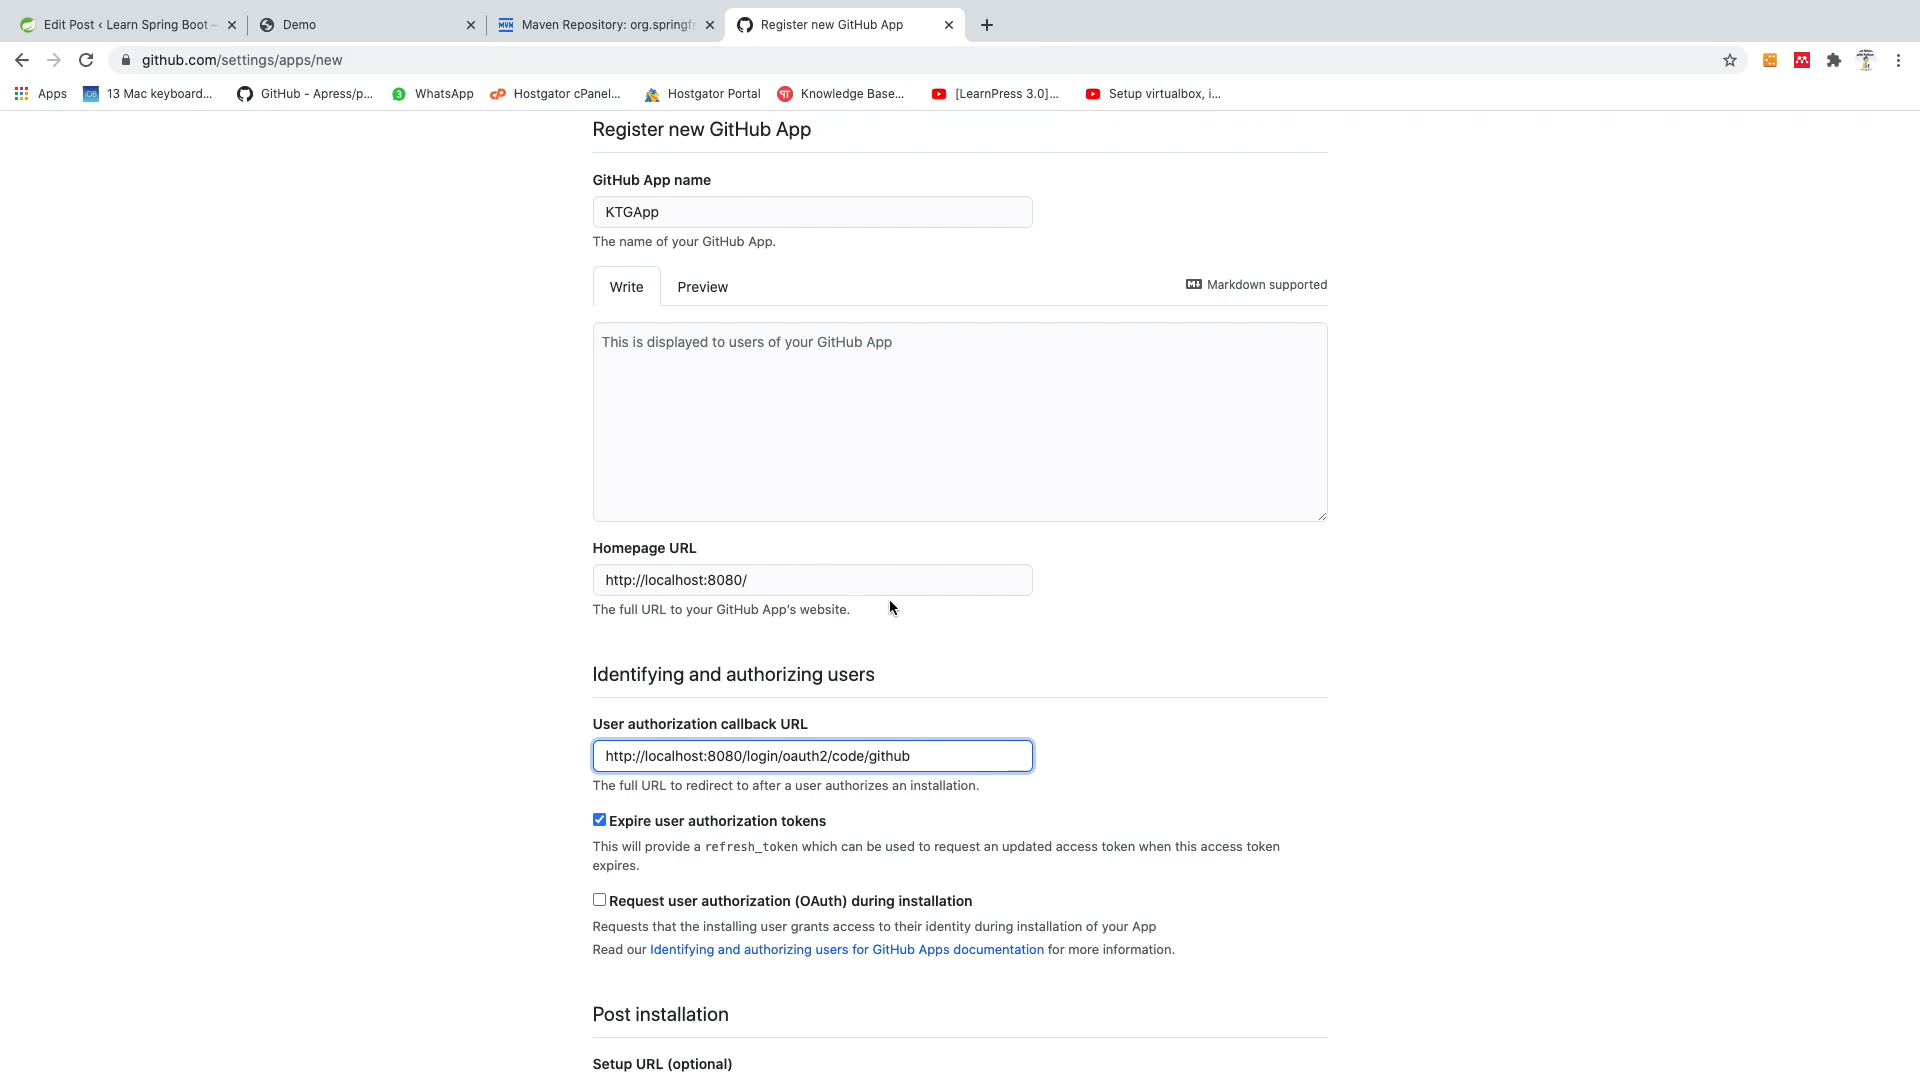 Edit Post ‹ Learn Spring Boot –
Demo
Maven Repository: org.springfr
Register new GitHub App
github.com/settings/apps/new
Apps
13 Mac keyboard...
GitHub - Apress/p...
3
WhatsApp
cP
Hostgator cPanel...
Hostgator Portal
Knowledge Base...
[LearnPress 3.0]...
Setup virtualbox, i...
Register new GitHub App
GitHub App name
KTGApp
The name of your GitHub App.
Write
Preview
Markdown supported
This is displayed to users of your GitHub App
Homepage URL
http://localhost:8080/
The full URL to your GitHub App's website.
Identifying and authorizing users
User authorization callback URL
http://localhost:8080/login/oauth2/code/github
The full URL to redirect to after a user authorizes an installation.
Expire user authorization tokens
This will provide a refresh_token which can be used to request an updated access token when this access token
expires.
Request user authorization (OAuth) during installation
Requests that the installing user grants access to their identity during installation of your App
Read our Identifying and authorizing users for GitHub Apps documentation for more information.
Post installation
Setup URL (optional)